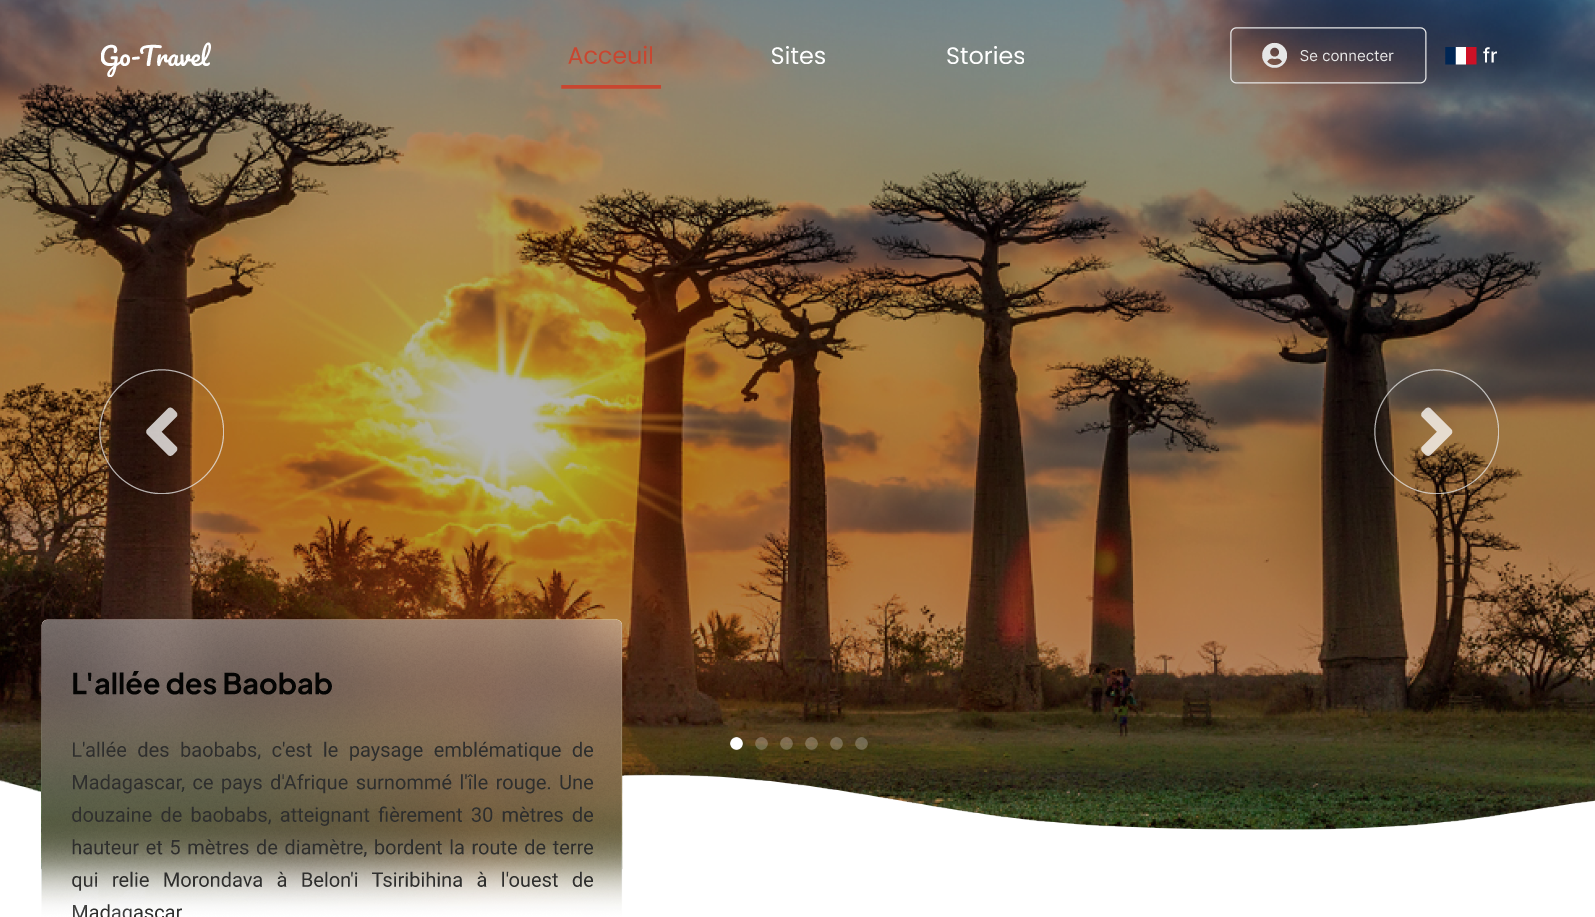 Go-Travel
Acceuil
Sites
Stories
Se connecter
fr
L'allée des Baobab
L'allée des baobabs, c'est le paysage emblématique de
Madagascar, ce pays d'Afrique surnommé l'île rouge. Une
douzaine de baobabs, atteignant fièrement 30 mètres de
hauteur et 5 mètres de diamètre, bordent la route de terre
qui relie Morondava à Belon'i Tsiribihina à l'ouest de
Madagascar